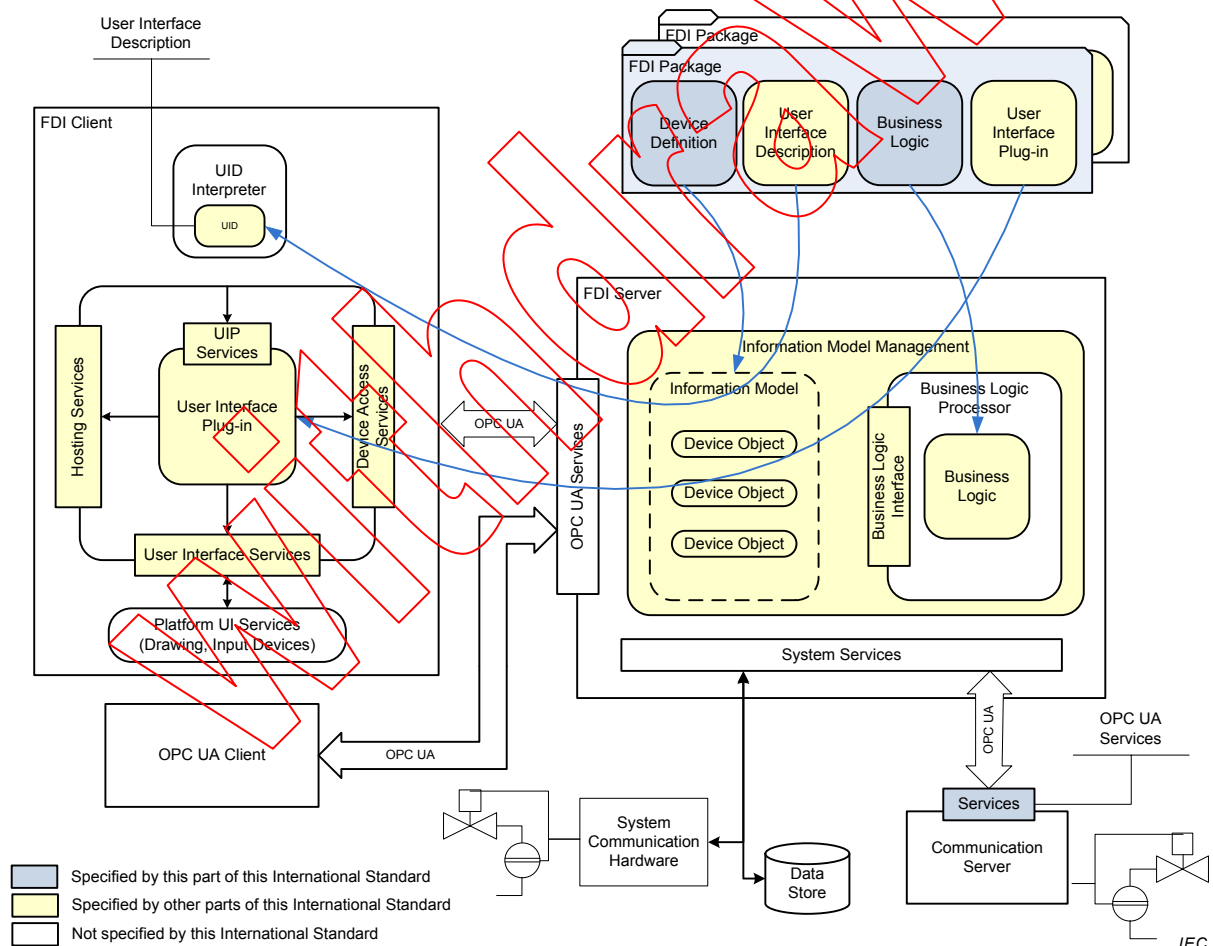 User Interface
Description
FDI Package
FDI Package
Device
Definition
User
Interface
Description
Business
Logic
User
Interface
Plug-in
FDI Client
UID
Interpreter
UID
UIP
Services
Hosting Services
User Interface
Plug-in
Device Access
Services
User Interface Services
Platform UI Services
(Drawing, Input Devices)
OPC UA
OPC UA Services
FDI Server
Information Model Management
Information Model
Device Object
Device Object
Device Object
Business Logic
Processor
Business Logic
Interface
Business
Logic
System Services
OPC UA Client
OPC UA
OPC UA
OPC UA
Services
Services
Communication
Server
System
Communication
Hardware
Data
Store
Specified by this part of this International Standard
Specified by other parts of this International Standard
Not specified by this International Standard
IEC